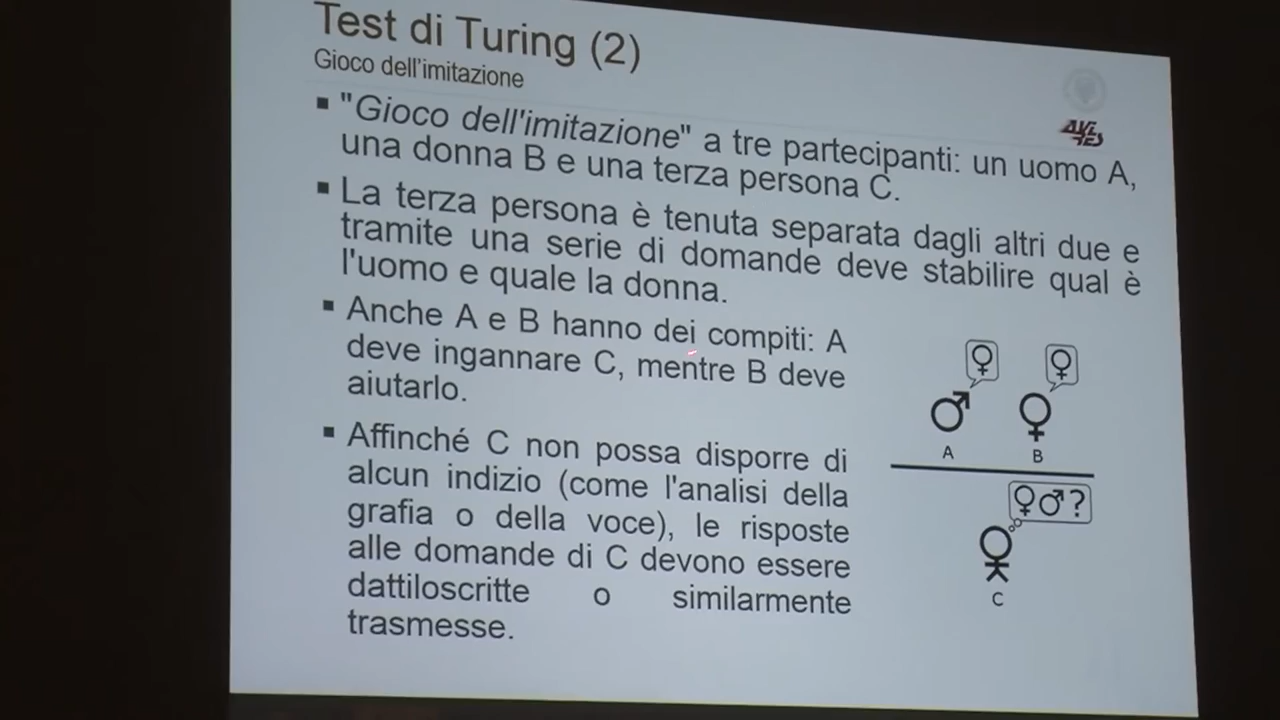 Test di Turing (2)
Gioco dell'imitazione
▪ "Gioco dell'imitazione" a tre partecipanti: un uomo A,
una donna B e una terza persona C.
▪ La terza persona è tenuta separata dagli altri due e
tramite una serie di domande deve stabilire qual è
l'uomo e quale la donna.
▪ Anche A e B hanno dei compiti: A
deve ingannare C, mentre B deve
aiutarlo.
▪ Affinché C non possa disporre di
alcun indizio (come l'analisi della
grafia o della voce), le risposte
alle domande di C devono essere
dattiloscritte o similarmente
trasmesse.
♀ ♀
♂ ♀
A B
♀♂?
C